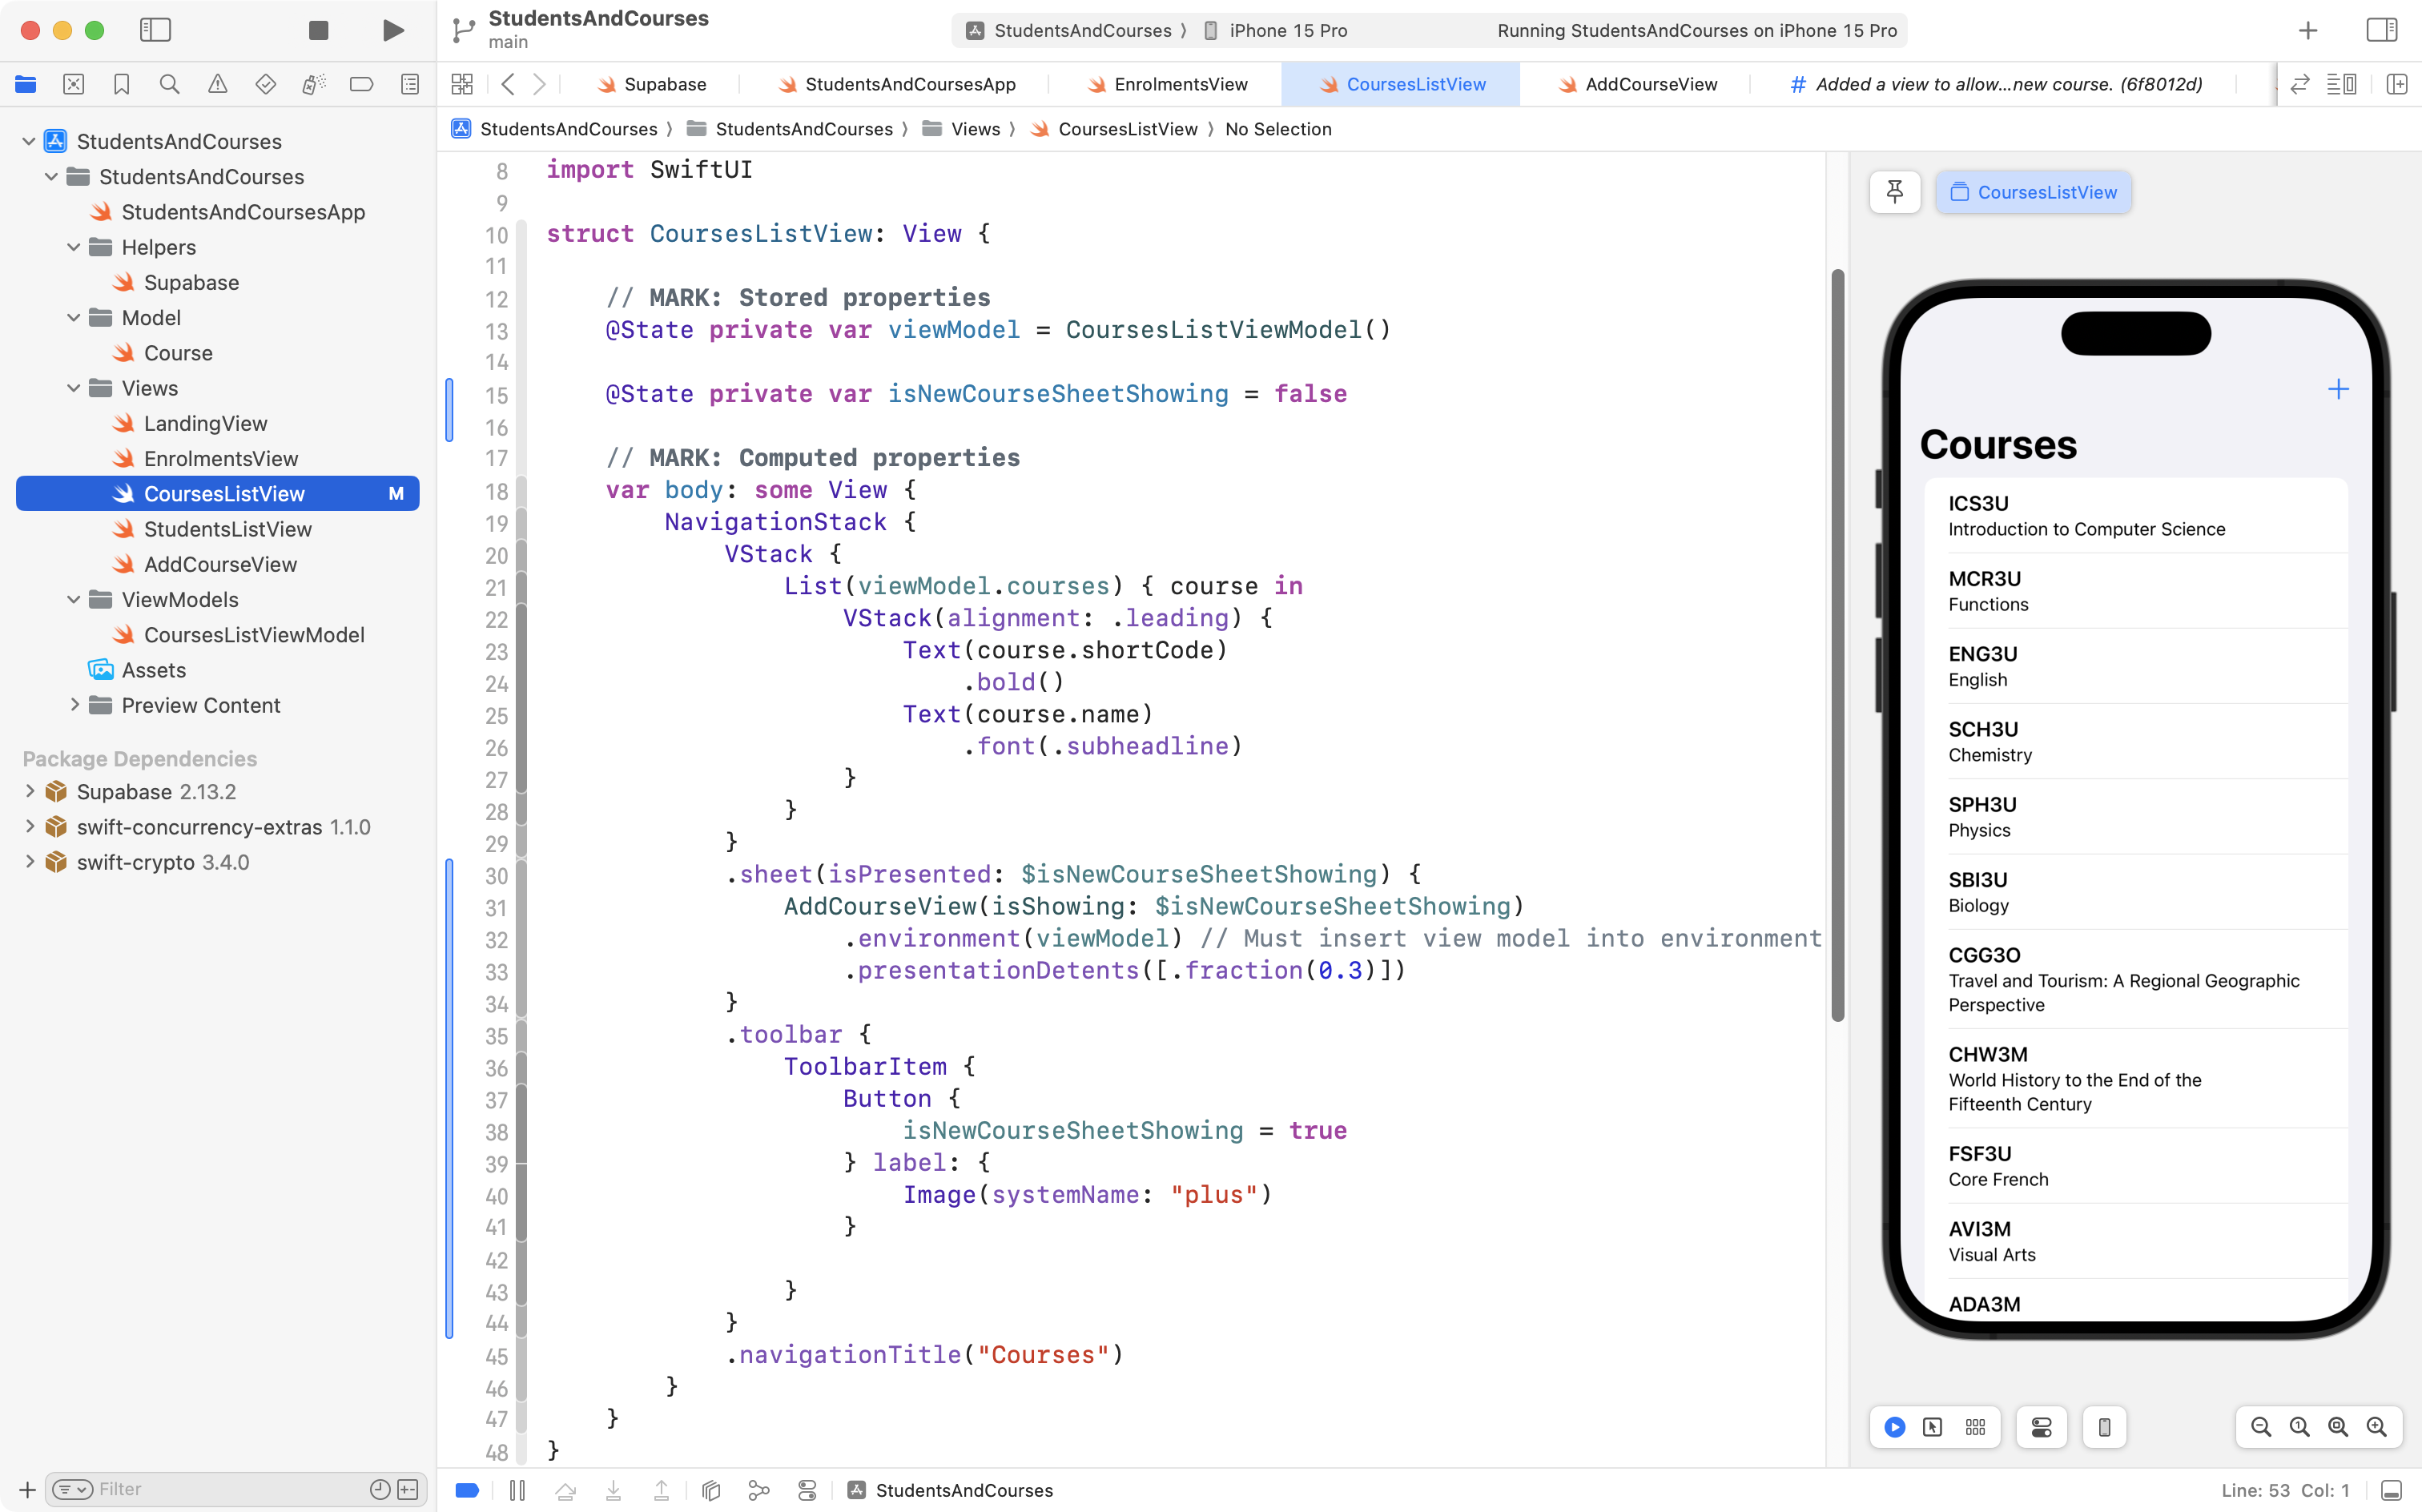 StudentsAndCourses
main
StudentsAndCourses
iPhone 15 Pro
Running StudentsAndCourses on iPhone 15 Pro
Supabase
StudentsAndCoursesApp
EnrolmentsView
CoursesListView
AddCourseView
# Added a view to allow...new course. (6f8012d)
StudentsAndCourses
StudentsAndCourses
Views
CoursesListView
No Selection
StudentsAndCourses
StudentsAndCourses
StudentsAndCoursesApp
Helpers
Supabase
Model
Course
Views
LandingView
EnrolmentsView
CoursesListView M
StudentsListView
AddCourseView
ViewModels
CoursesListViewModel
Assets
Preview Content
Package Dependencies
Supabase 2.13.2
swift-concurrency-extras 1.1.0
swift-crypto 3.4.0
Filter
8 import SwiftUI
9
10 struct CoursesListView: View {
11
12 // MARK: Stored properties
13 @State private var viewModel = CoursesListViewModel()
14
15 @State private var isNewCourseSheetShowing = false
16
17 // MARK: Computed properties
18 var body: some View {
19 NavigationStack {
20 VStack {
21 List(viewModel.courses) { course in
22 VStack(alignment: .leading) {
23 Text(course.shortCode)
24 .bold()
25 Text(course.name)
26 .font(.subheadline)
27 }
28 }
29 }
30 .sheet(isPresented: $isNewCourseSheetShowing) {
31 AddCourseView(isShowing: $isNewCourseSheetShowing)
32 .environment(viewModel) // Must insert view model into environment
33 .presentationDetents([.fraction(0.3)])
34 }
35 .toolbar {
36 ToolbarItem {
37 Button {
38 isNewCourseSheetShowing = true
39 } label: {
40 Image(systemName: "plus")
41 }
42
43 }
44 }
45 .navigationTitle("Courses")
46 }
47 }
48 }
CoursesListView
Courses
ICS3U
Introduction to Computer Science
MCR3U
Functions
ENG3U
English
SCH3U
Chemistry
SPH3U
Physics
SBI3U
Biology
CGG3O
Travel and Tourism: A Regional Geographic
Perspective
CHW3M
World History to the End of the
Fifteenth Century
FSF3U
Core French
AVI3M
Visual Arts
ADA3M
StudentsAndCourses
Line: 53 Col: 1